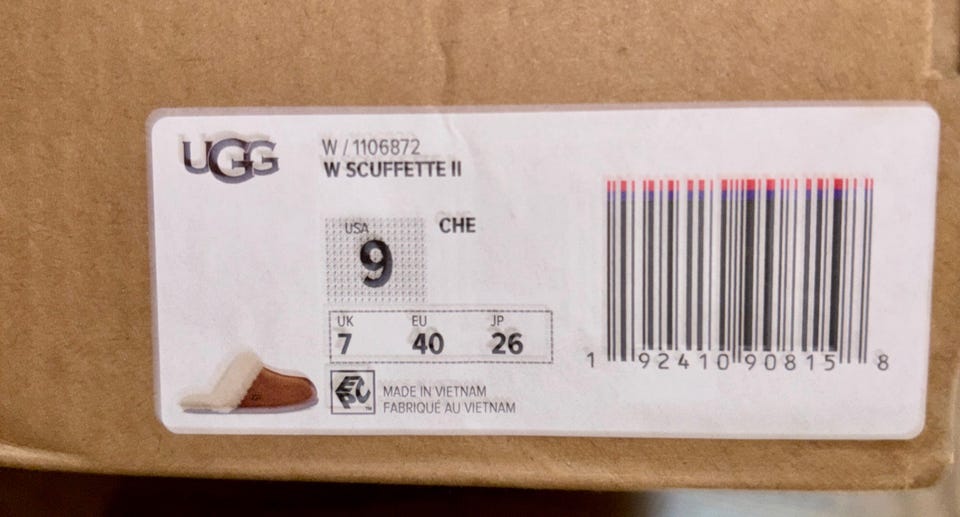 UGG
W / 1106872
W SCUFFETTE II
USA
9
CHE
UK EU JP
7 40 26
MADE IN VIETNAM
FABRIQUÉ AU VIETNAM
1 92410 90815 8